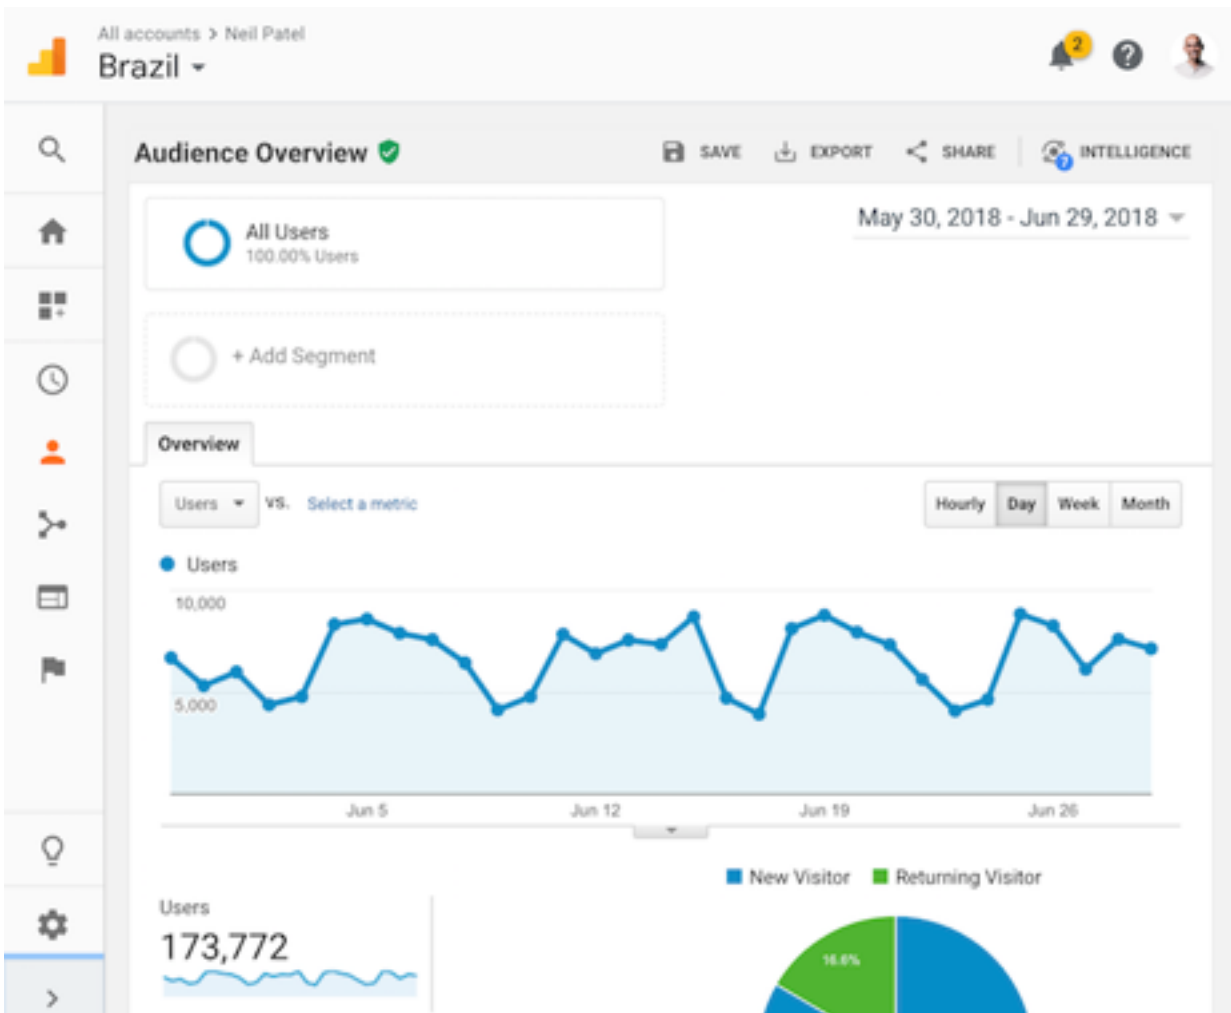 All accounts > Neil Patel
Brazil
2
Audience Overview
SAVE
EXPORT
SHARE
7
INTELLIGENCE
All Users
100.00% Users
May 30, 2018 - Jun 29, 2018
+ Add Segment
Overview
Users
VS.
Select a metric
Hourly
Day
Week
Month
Users
10,000
5,000
Jun 5
Jun 12
Jun 19
Jun 26
New Visitor
Returning Visitor
Users
173,772
16.6%